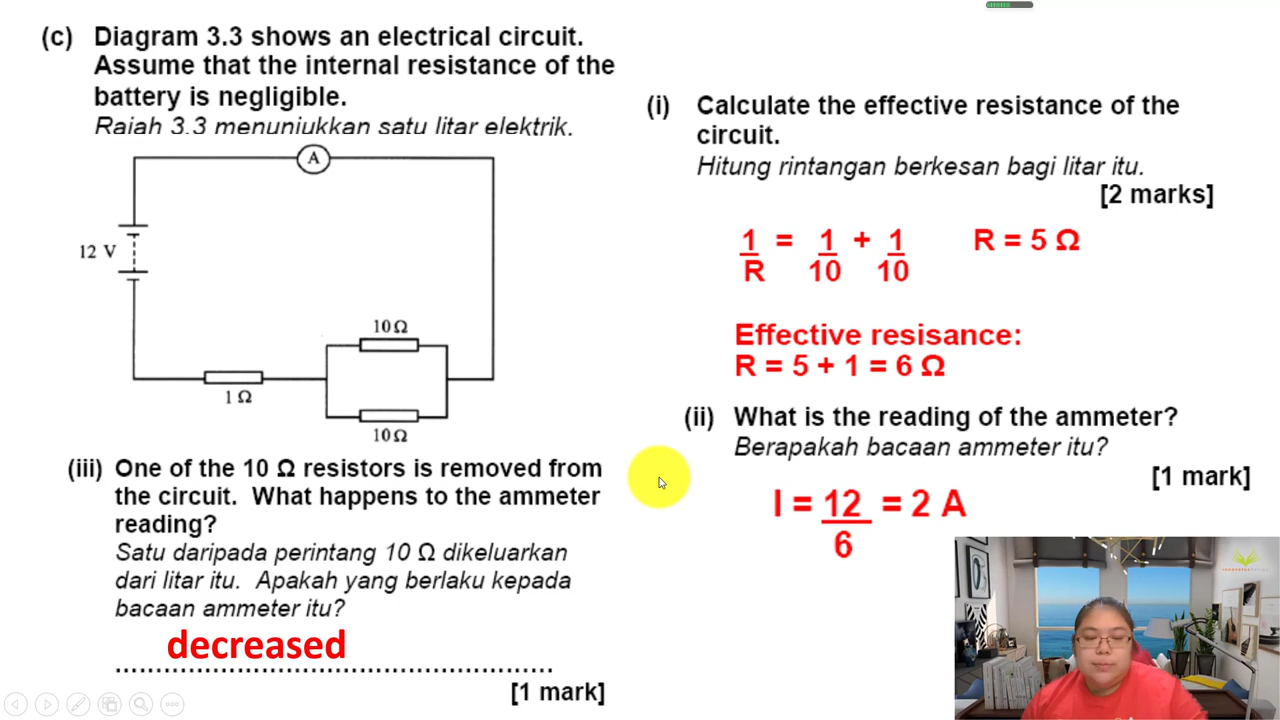 (c) Diagram 3.3 shows an electrical circuit.
Assume that the internal resistance of the
battery is negligible.
Rajah 3.3 menunjukkan satu litar elektrik.
A
12 V
10 Ω
1 Ω
10 Ω
(iii) One of the 10 Ω resistors is removed from
the circuit. What happens to the ammeter
reading?
Satu daripada perintang 10 Ω dikeluarkan
dari litar itu. Apakah yang berlaku kepada
bacaan ammeter itu?
decreased
....................................................
[1 mark]
(i) Calculate the effective resistance of the
circuit.
Hitung rintangan berkesan bagi litar itu.
[2 marks]
1 = 1 + 1 R = 5 Ω
R 10 10
Effective resisance:
R = 5 + 1 = 6 Ω
(ii) What is the reading of the ammeter?
Berapakah bacaan ammeter itu?
[1 mark]
I = 12 = 2 A
6